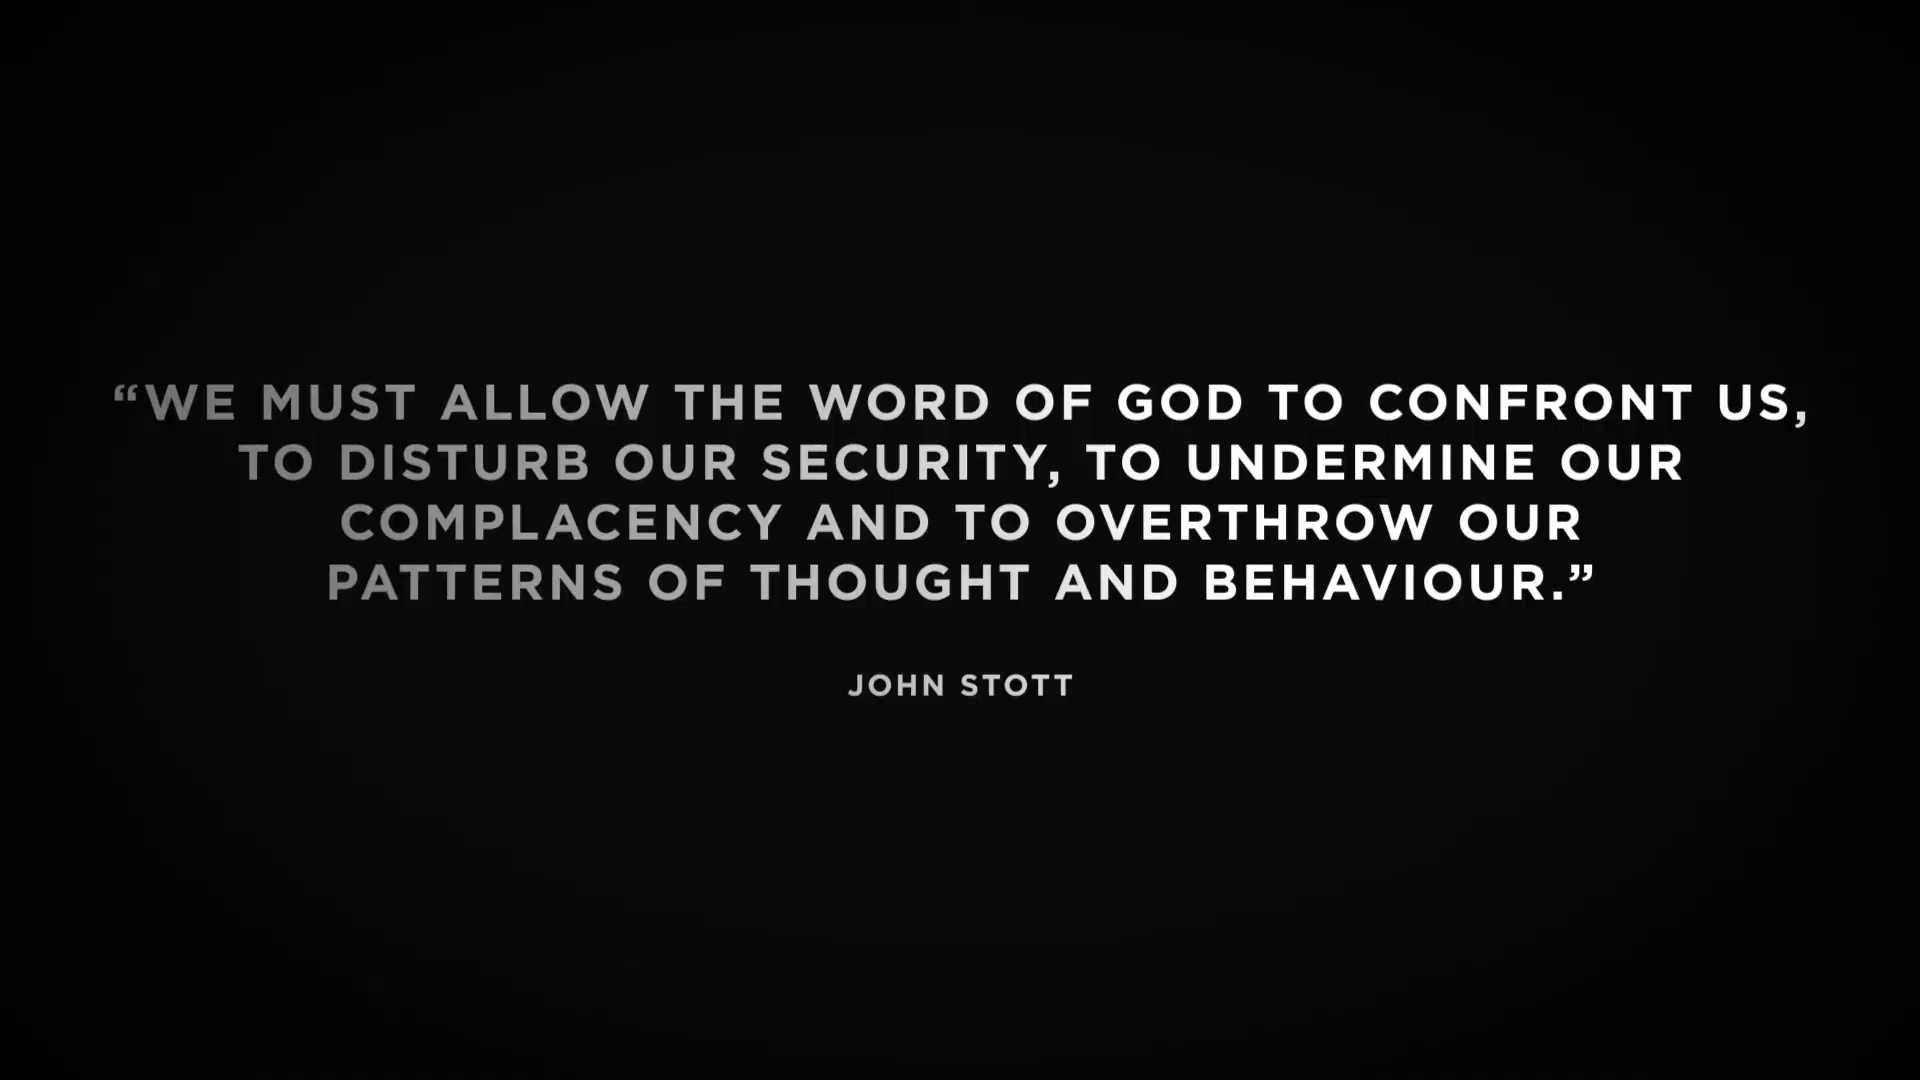 “WE MUST ALLOW THE WORD OF GOD TO CONFRONT US,
TO DISTURB OUR SECURITY, TO UNDERMINE OUR
COMPLACENCY AND TO OVERTHROW OUR
PATTERNS OF THOUGHT AND BEHAVIOUR.”
JOHN STOTT